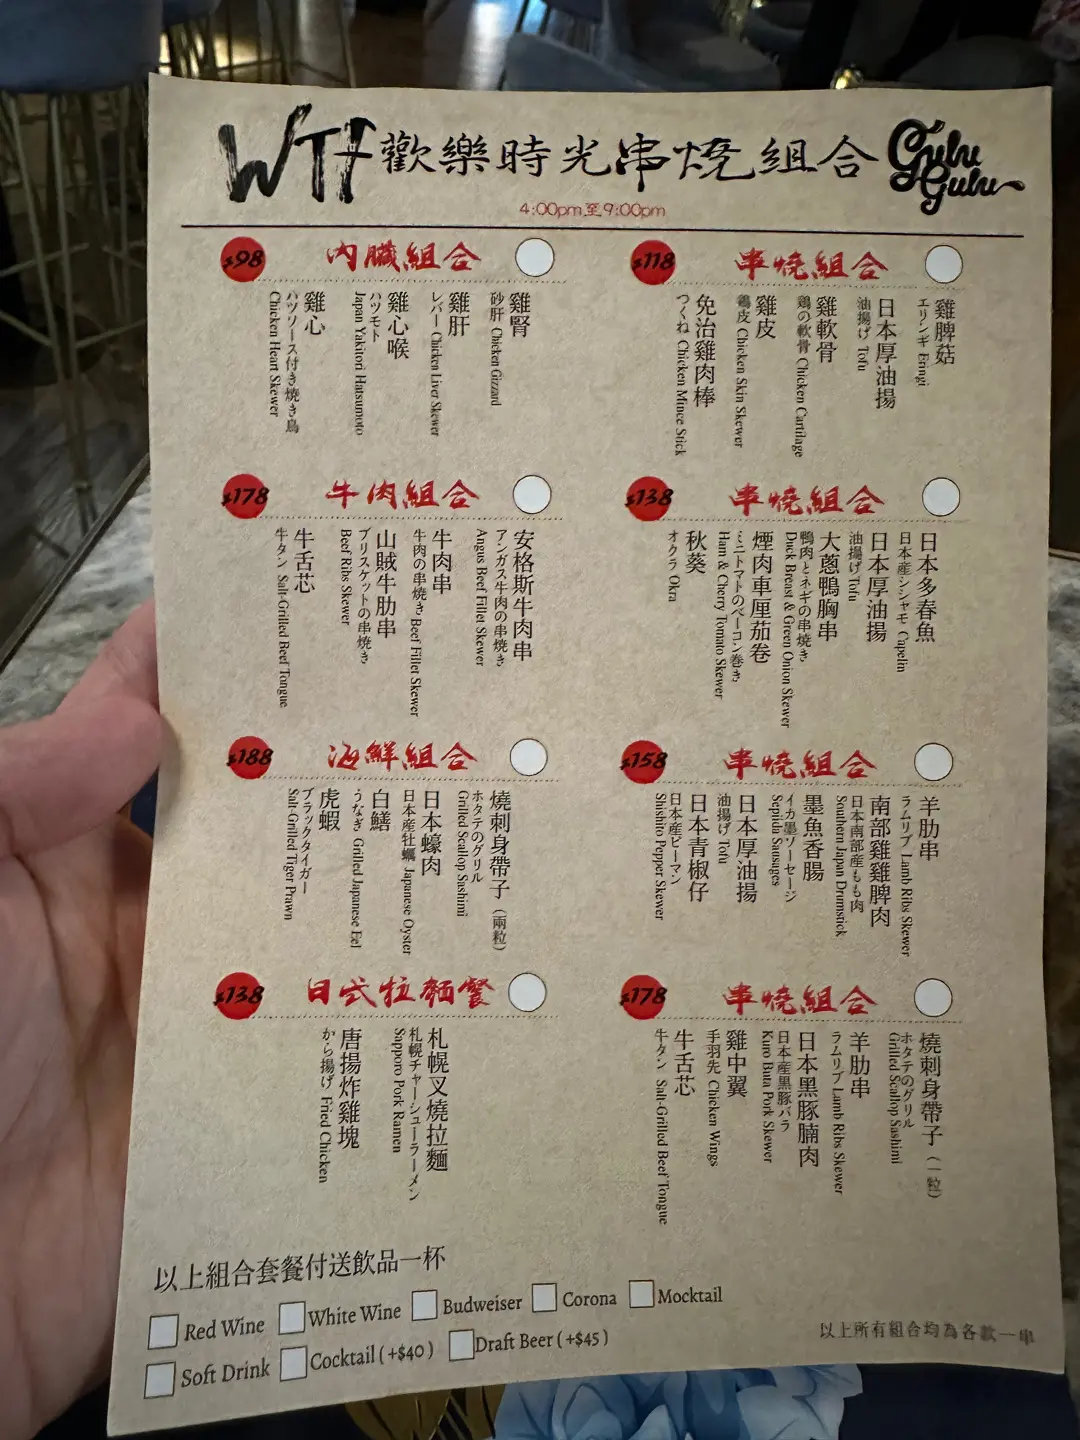 WTF 歡樂時光串燒組合 Gulu Gulu
4:00pm至9:00pm
$118
串燒組合
雞脾菇
エリンギ Eringi
日本厚油揚
油揚げ Tofu
雞軟骨
鶏の軟骨 Chicken Cartilage
雞皮
鶏皮 Chicken Skin Skewer
免治雞肉棒
つくね Chicken Mince Stick
$98
內臟組合
雞腎
砂肝 Chicken Gizzard
雞肝
レバー Chicken Liver Skewer
雞心喉
ハツモト
Japan Yakitori Hatsumoto
雞心
ハツソース付き焼き鳥
Chicken Heart Skewer
$138
串燒組合
日本多春魚
日本産シシャモ Capelin
日本厚油揚
油揚げ Tofu
大蔥鴨胸串
鴨肉とネギの串焼き
Duck Breast & Green Onion Skewer
煙肉車厘茄卷
ミニトマトのベーコン巻き
Ham & Cherry Tomato Skewer
秋葵
オクラ Okra
$178
牛肉組合
安格斯牛肉串
アンガス牛肉の串焼き
Angus Beef Fillet Skewer
牛肉串
牛肉の串焼き Beef Fillet Skewer
山賊牛肋串
ブリスケットの串焼き
Beef Ribs Skewer
牛舌芯
牛タン Salt-Grilled Beef Tongue
$158
串燒組合
羊肋串
ラムリブ Lamb Ribs Skewer
南部雞雞脾肉
日本南部産もも肉
Southern Japan Drumstick
墨魚香腸
イカ墨ソーセージ
Sepiida Sausages
日本厚油揚
油揚げ Tofu
日本青椒仔
日本産ピーマン
Shishito Pepper Skewer
$188
海鮮組合
燒刺身帶子(兩粒)
ホタテのグリル
Grilled Scallop Sashimi
日本蠔肉
日本産牡蠣 Japanese Oyster
白鱔
うなぎ Grilled Japanese Eel
虎蝦
ブラックタイガー
Salt-Grilled Tiger Prawn
$178
串燒組合
燒刺身帶子(一粒)
ホタテのグリル
Grilled Scallop Sashimi
羊肋串
ラムリブ Lamb Ribs Skewer
日本黑豚腩肉
日本産黒豚バラ
Kuro Buta Pork Skewer
雞中翼
手羽先 Chicken Wings
牛舌芯
牛タン Salt-Grilled Beef Tongue
$138
日式拉麵餐
札幌叉燒拉麵
札幌チャーシューラーメン
Sapporo Pork Ramen
唐揚炸雞塊
から揚げ Fried Chicken
以上組合套餐付送飲品一杯
Red Wine White Wine Budweiser Corona Mocktail
Soft Drink Cocktail (+$40) Draft Beer (+$45)
以上所有組合均為各款一串